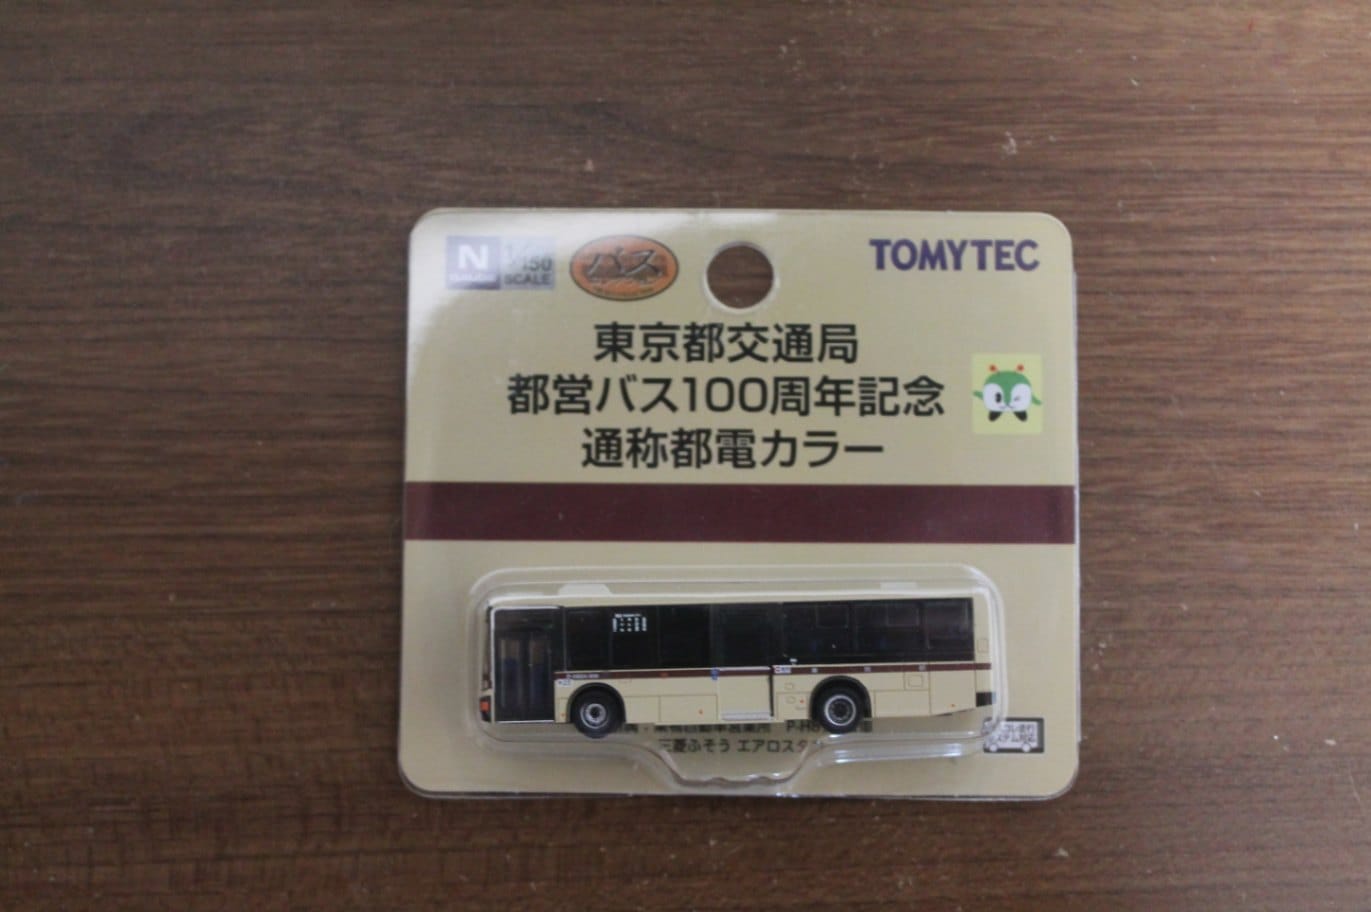 N
SCALE
バス
TOMYTEC
東京都交通局
都営バス100周年記念
通称都電カラー
三菱ふそう エアロスタ